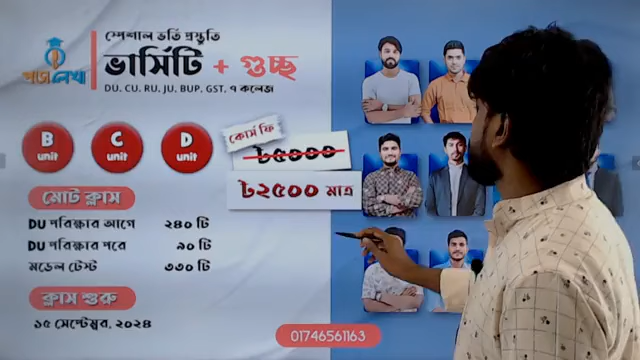 পড়া লেখা
স্পেশাল ভর্তি প্রস্তুতি
ভার্সিটি + গুচ্ছ
DU, CU, RU, JU, BUP, GST, ৭ কলেজ
B unit
C unit
D unit
কোর্স ফি
৳৫০০০
৳২৫০০ মাত্র
মোট ক্লাস
DU পরিক্ষার আগে ২৪০ টি
DU পরিক্ষার পরে ৯০ টি
মডেল টেস্ট ৩৩০ টি
ক্লাস শুরু
১৫ সেপ্টেম্বর, ২০২৪
01746561163